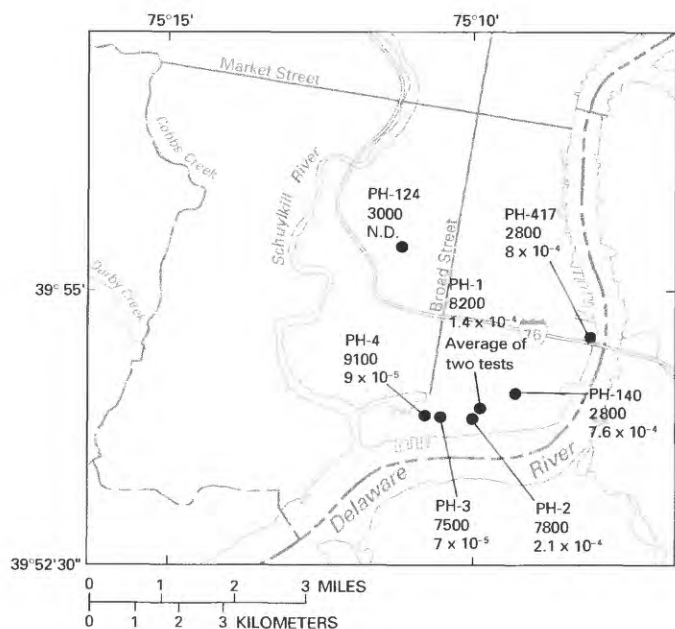 75°15'
75°10'
Market Street
Cobbs Creek
Schuylkill River
PH-124
3000
N.D.
PH-417
2800
8 x 10⁻⁴
Broad Street
39° 55'
Darby Creek
PH-1
8200
1.4 x 10⁻⁴
Average of
two tests
76
PH-4
9100
9 x 10⁻⁵
PH-140
2800
7.6 x 10⁻⁴
Delaware River
PH-3
7500
7 x 10⁻⁵
PH-2
7800
2.1 x 10⁻⁴
39°52'30"
0 1 2 3 MILES
0 1 2 3 KILOMETERS